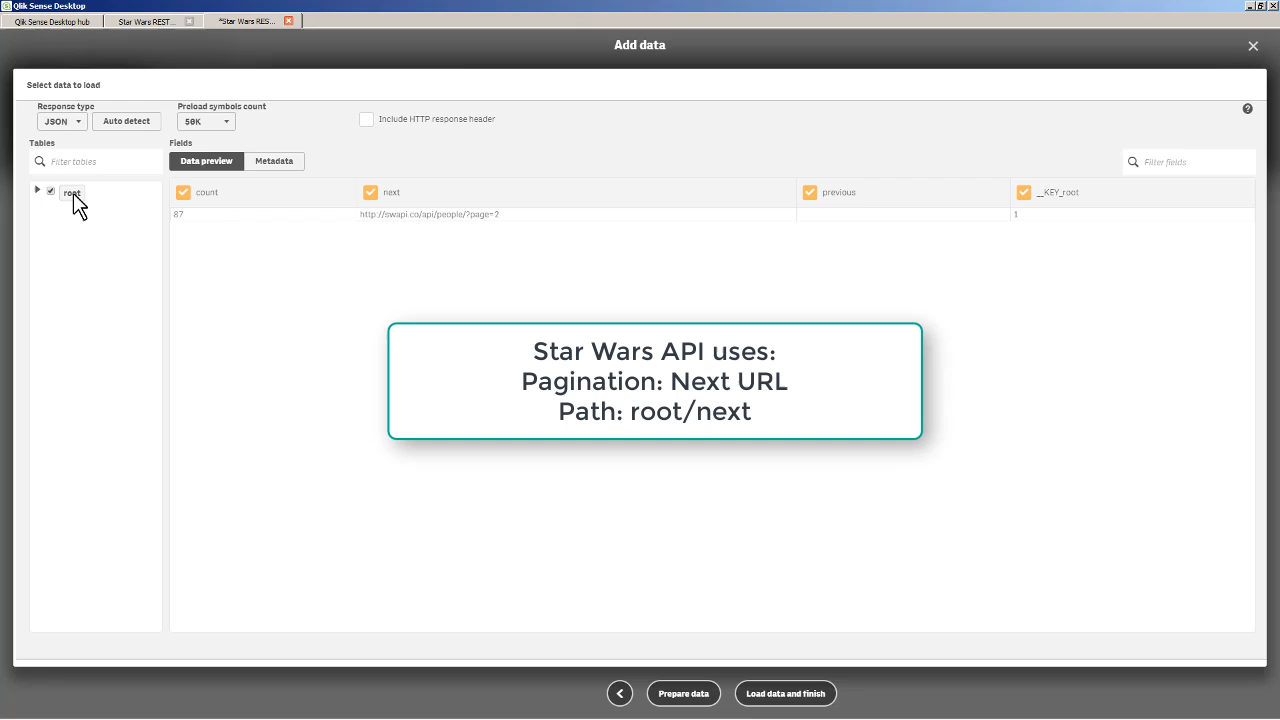 Qlik Sense Desktop
Qlik Sense Desktop hub
Star Wars REST...
*Star Wars RES...
Add data
Select data to load
Response type
Preload symbols count
JSON
Auto detect
50K
Include HTTP response header
Tables
Fields
Filter tables
Data preview
Metadata
Filter fields
root
count
next
previous
__KEY_root
87
http://swapi.co/api/people/?page=2
1
Star Wars API uses:
Pagination: Next URL
Path: root/next
Prepare data
Load data and finish